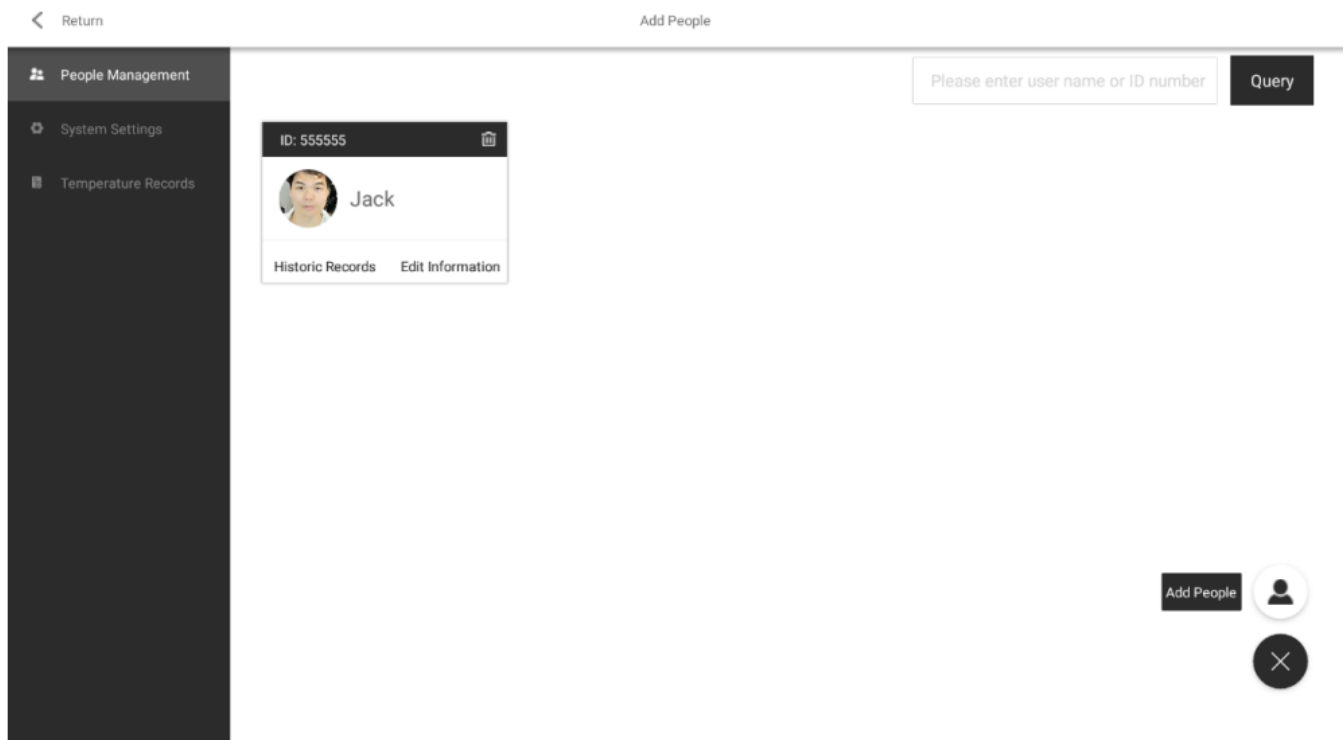 Return
Add People
People Management
System Settings
Temperature Records
Please enter user name or ID number
Query
ID: 555555
Jack
Historic Records
Edit Information
Add People